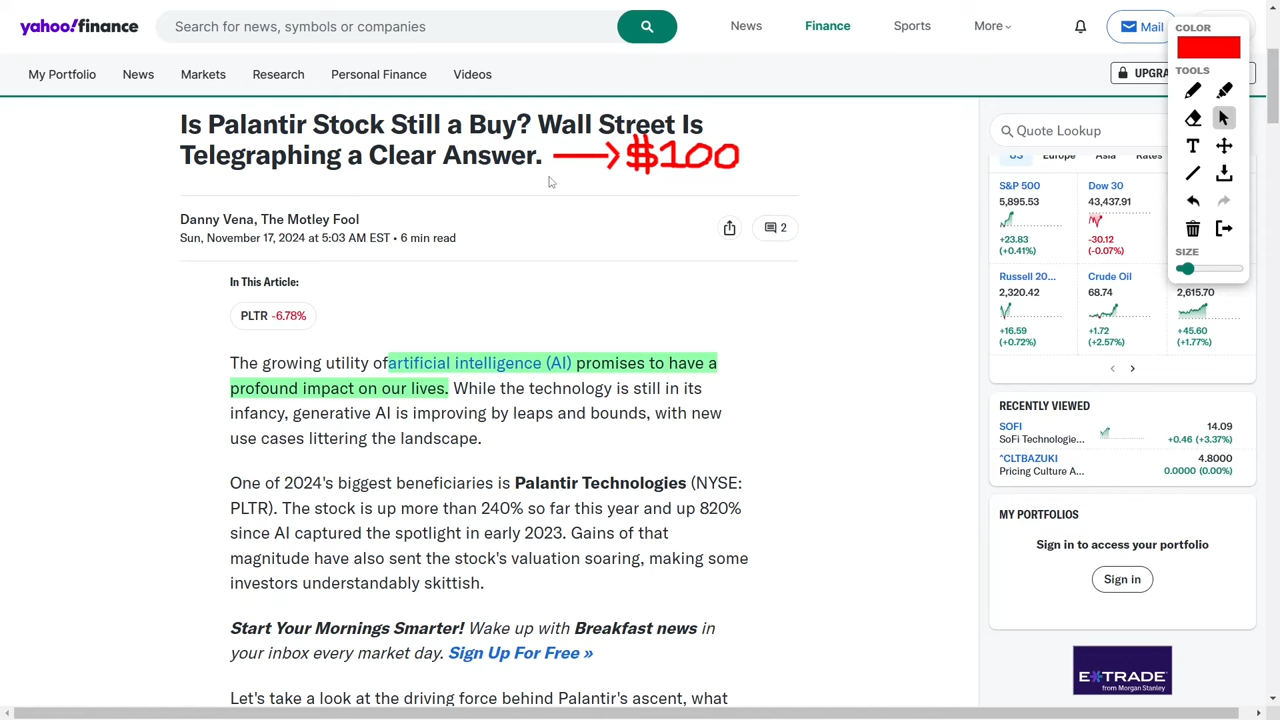 yahoo!finance
Search for news, symbols or companies
News Finance Sports More
Mail
My Portfolio News Markets Research Personal Finance Videos
UPGRA
COLOR
TOOLS
T
SIZE
Is Palantir Stock Still a Buy? Wall Street Is
Telegraphing a Clear Answer. $100
Danny Vena, The Motley Fool
Sun, November 17, 2024 at 5:03 AM EST • 6 min read
2
In This Article:
PLTR -6.78%
The growing utility of artificial intelligence (AI) promises to have a
profound impact on our lives. While the technology is still in its
infancy, generative AI is improving by leaps and bounds, with new
use cases littering the landscape.
One of 2024's biggest beneficiaries is Palantir Technologies (NYSE:
PLTR). The stock is up more than 240% so far this year and up 820%
since AI captured the spotlight in early 2023. Gains of that
magnitude have also sent the stock's valuation soaring, making some
investors understandably skittish.
Start Your Mornings Smarter! Wake up with Breakfast news in
your inbox every market day. Sign Up For Free »
Let's take a look at the driving force behind Palantir's ascent, what
Quote Lookup
US Europe Asia Rates
S&P 500 Dow 30
5,895.53 43,437.91
+23.83 -30.12
(+0.41%) (-0.07%)
Russell 20... Crude Oil
2,320.42 68.74 2,615.70
+16.59 +1.72 +45.60
(+0.72%) (+2.57%) (+1.77%)
RECENTLY VIEWED
SOFI 14.09
SoFi Technologie... +0.46 (+3.37%)
^CLTBAZUKI 4.8000
Pricing Culture A... 0.0000 (0.00%)
MY PORTFOLIOS
Sign in to access your portfolio
Sign in
E*TRADE
from Morgan Stanley